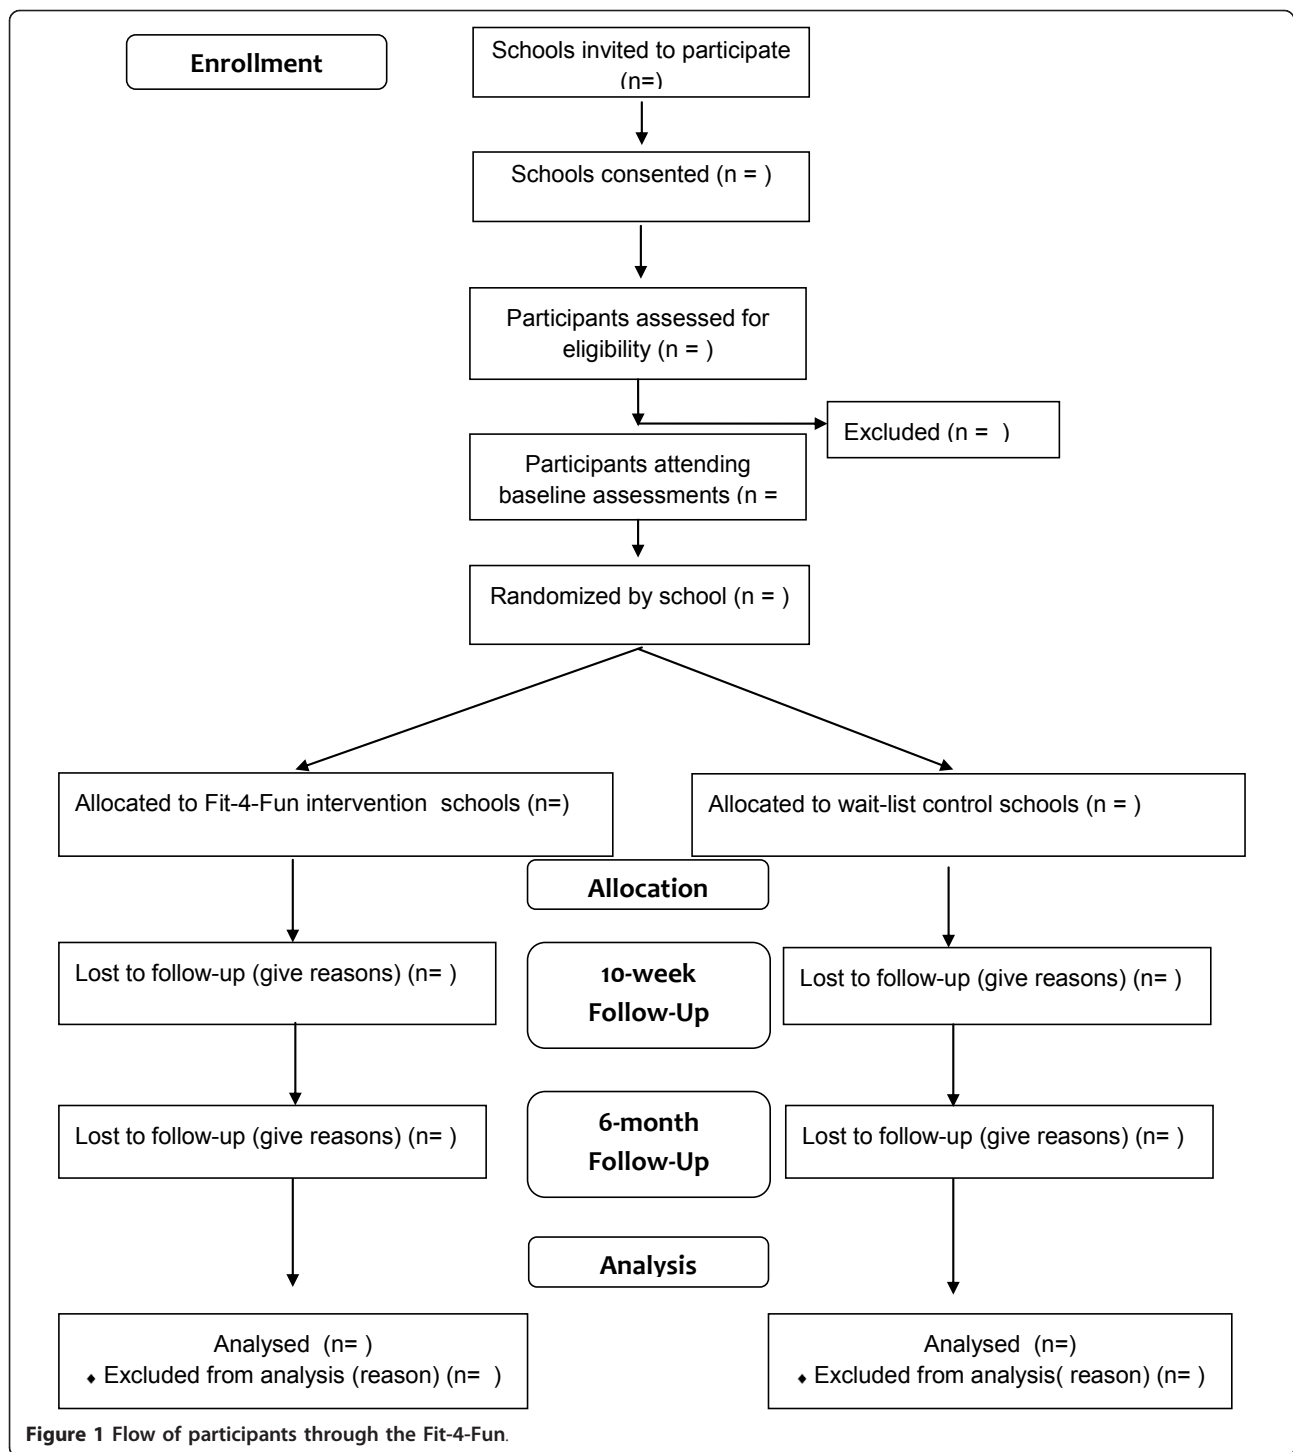 Enrollment
Schools invited to participate
(n=)
Schools consented (n = )
Participants assessed for
eligibility (n = )
Excluded (n =  )
Participants attending
baseline assessments (n =
Randomized by school (n = )
Allocated to Fit-4-Fun intervention  schools (n=)
Allocated to wait-list control schools (n = )
Allocation
Lost to follow-up (give reasons) (n= )
10-week
Follow-Up
Lost to follow-up (give reasons) (n= )
Lost to follow-up (give reasons) (n= )
6-month
Follow-Up
Lost to follow-up (give reasons) (n= )
Analysis
Analysed  (n= )
♦ Excluded from analysis (reason) (n=  )
Analysed  (n=)
♦ Excluded from analysis( reason) (n= )
Figure 1 Flow of participants through the Fit-4-Fun.